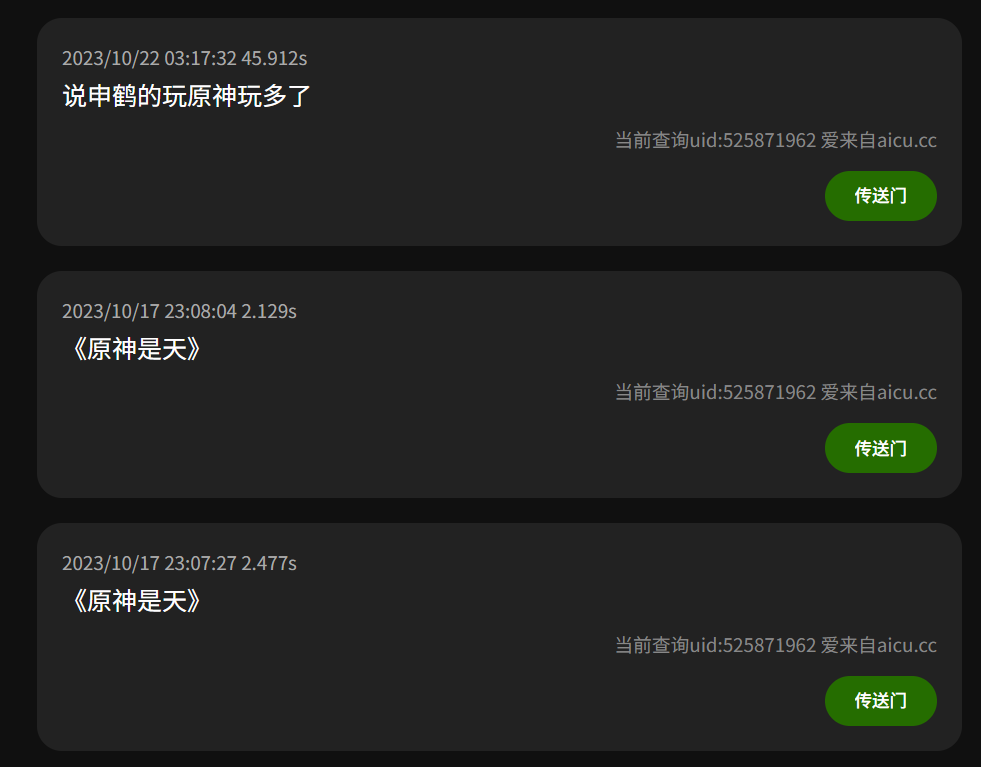 2023/10/22 03:17:32 45.912s
说申鹤的玩原神玩多了
当前查询uid:525871962 爱来自aicu.cc
传送门
2023/10/17 23:08:04 2.129s
《原神是天》
当前查询uid:525871962 爱来自aicu.cc
传送门
2023/10/17 23:07:27 2.477s
《原神是天》
当前查询uid:525871962 爱来自aicu.cc
传送门